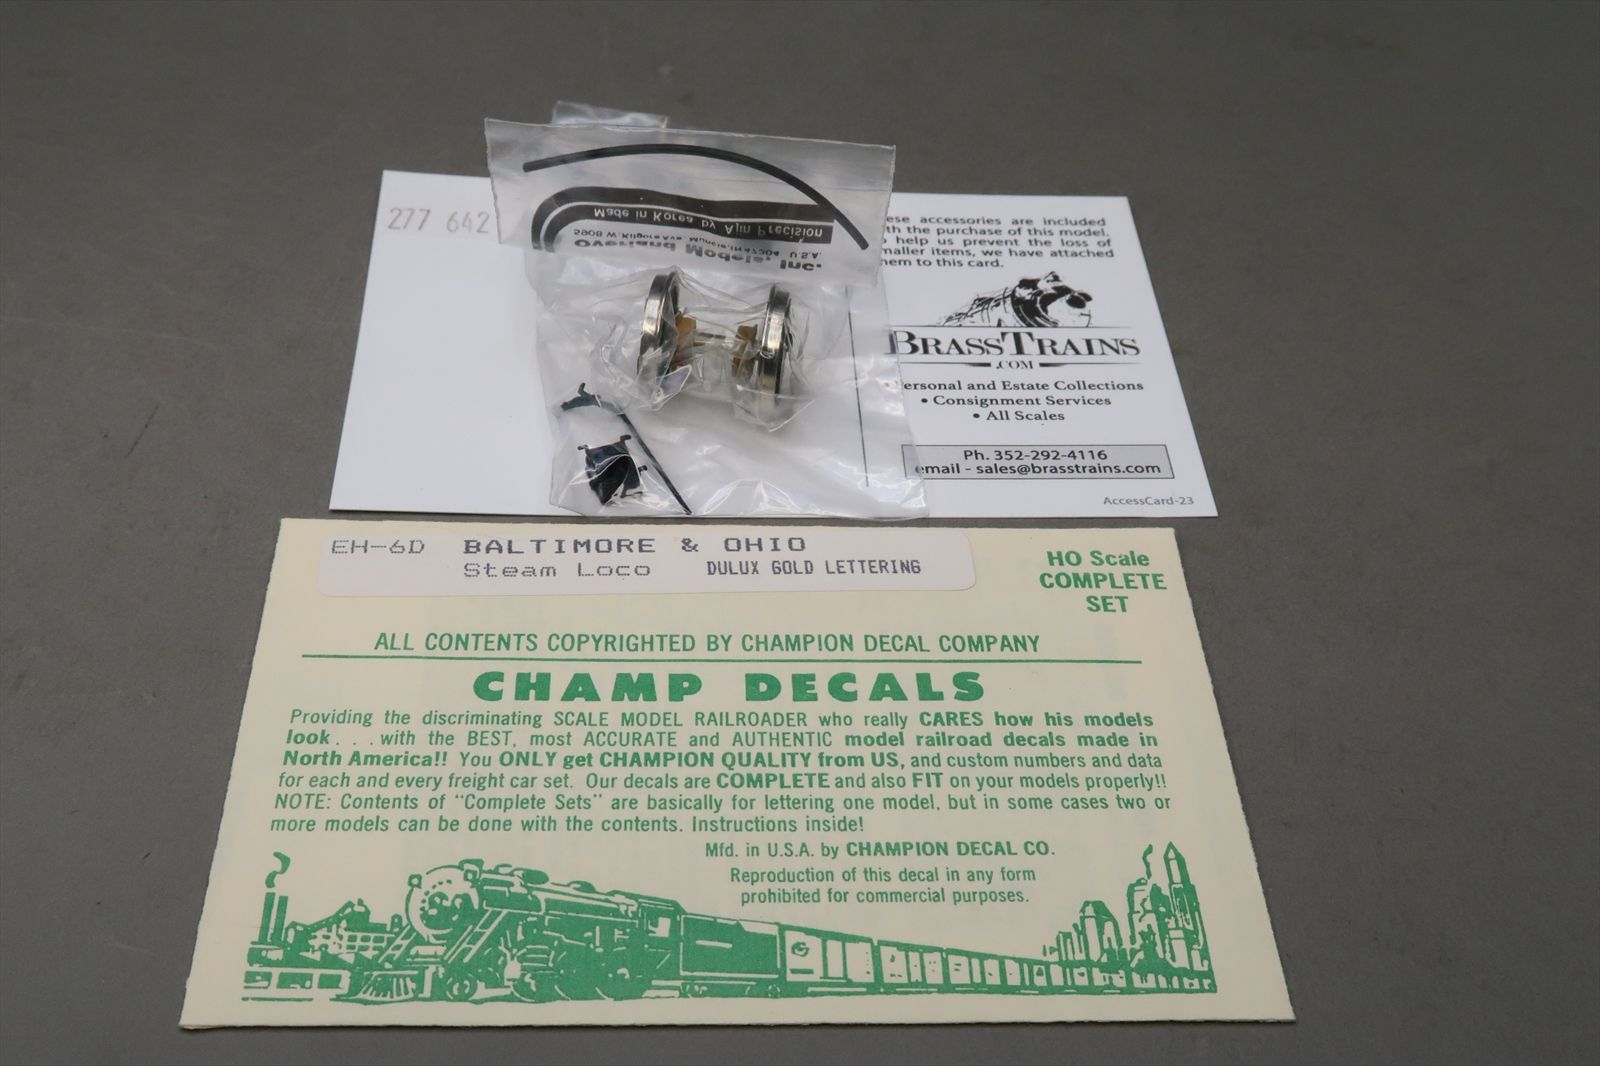 277 642
Made in Korea by Ajin Precision
5908 W. Kilgore Ave. Muncie, IN 47304 U.S.A.
Overland Models, Inc.
ese accessories are included
th the purchase of this model.
help us prevent the loss of
maller items, we have attached
hem to this card.
BRASSTRAINS
.COM
• Personal and Estate Collections
• Consignment Services
• All Scales
Ph. 352-292-4116
email - sales@brasstrains.com
AccessCard-23
EH-6D BALTIMORE & OHIO
Steam Loco DULUX GOLD LETTERING
HO Scale
COMPLETE
SET
ALL CONTENTS COPYRIGHTED BY CHAMPION DECAL COMPANY
CHAMP DECALS
Providing the discriminating SCALE MODEL RAILROADER who really CARES how his models
look. . . .with the BEST, most ACCURATE and AUTHENTIC model railroad decals made in
North America!! You ONLY get CHAMPION QUALITY from US, and custom numbers and data
for each and every freight car set. Our decals are COMPLETE and also FIT on your models properly!!
NOTE: Contents of "Complete Sets" are basically for lettering one model, but in some cases two or
more models can be done with the contents. Instructions inside!
Mfd. in U.S.A. by CHAMPION DECAL CO.
Reproduction of this decal in any form
prohibited for commercial purposes.